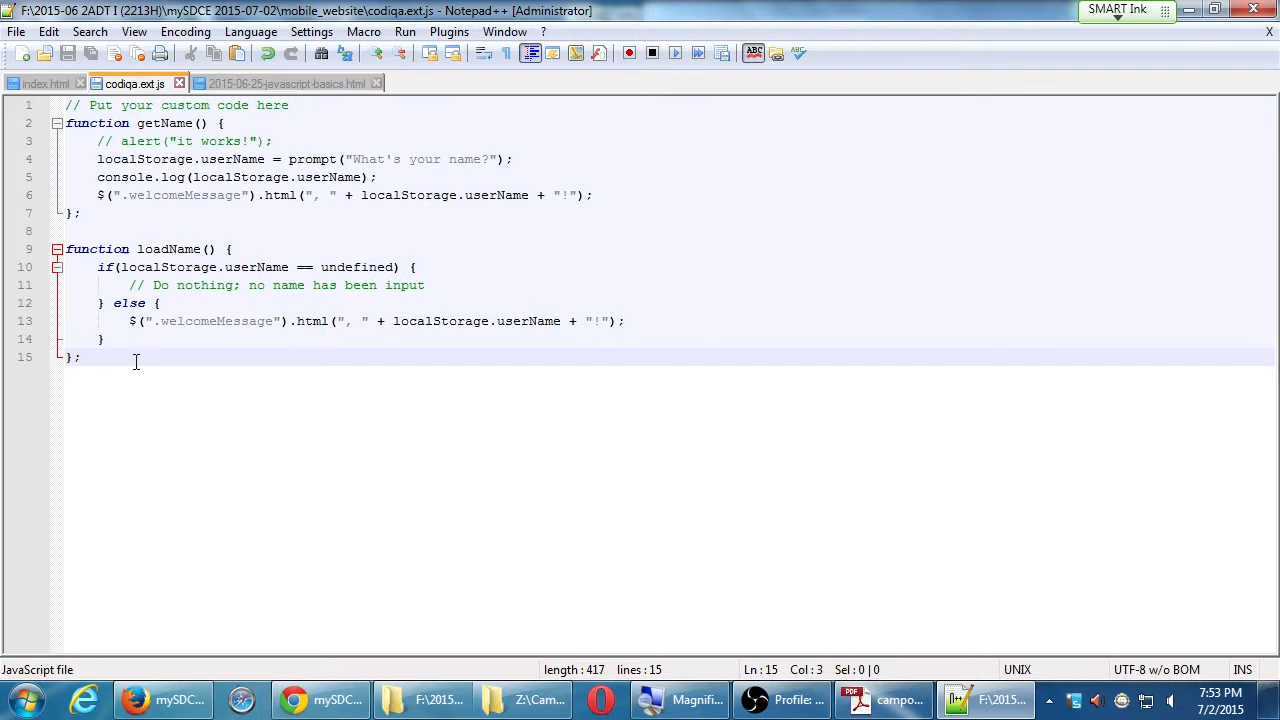 F:\2015-06 2ADT I (2213H)\mySDCE 2015-07-02\mobile_website\codiqa.ext.js - Notepad++ [Administrator]
SMART Ink
File Edit Search View Encoding Language Settings Macro Run Plugins Window ? X
index.html codiqa.ext.js 2015-06-25-javascript-basics.html
1 // Put your custom code here
2 function getName() {
3 // alert("it works!");
4 localStorage.userName = prompt("What's your name?");
5 console.log(localStorage.userName);
6 $(".welcomeMessage").html(", " + localStorage.userName + "!");
7 };
8
9 function loadName() {
10 if(localStorage.userName == undefined) {
11 // Do nothing; no name has been input
12 } else {
13 $(".welcomeMessage").html(", " + localStorage.userName + "!");
14 }
15 };
JavaScript file length : 417 lines : 15 Ln : 15 Col : 3 Sel : 0 | 0 UNIX UTF-8 w/o BOM INS
mySDC... mySDC... F:\2015... Z:\Cam... Magnifi... Profile: ... campo... F:\2015... 7:53 PM
7/2/2015